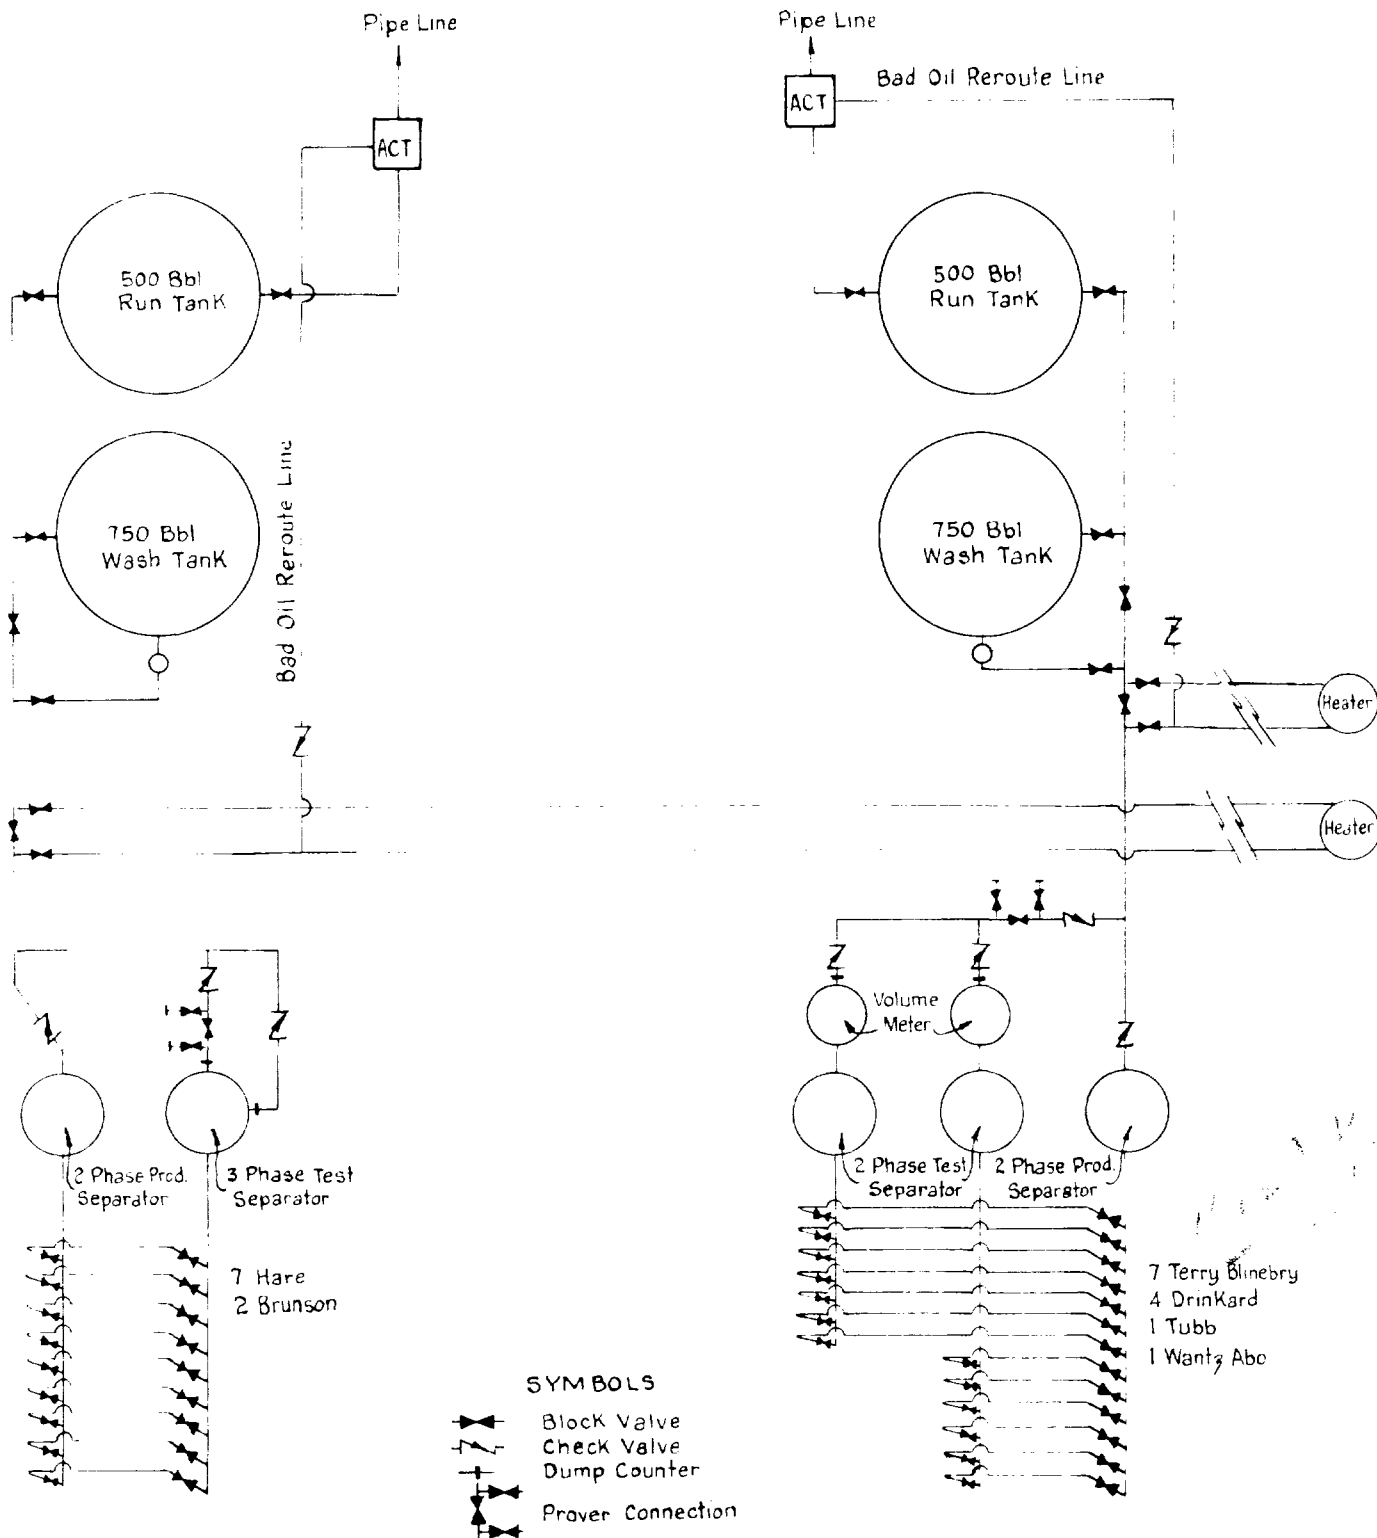 Pipe Line
Pipe Line
Bad Oil Reroute Line
ACT
ACT
500 Bbl
Run Tank
500 Bbl
Run Tank
Bad Oil Reroute Line
750 Bbl
Wash Tank
750 Bbl
Wash Tank
Heater
Heater
Volume
Meter
2 Phase Prod.
Separator
3 Phase Test
Separator
2 Phase Test
Separator
2 Phase Prod.
Separator
7 Hare
2 Brunson
7 Terry Blinebry
4 Drinkard
1 Tubb
1 Wantz Abo
SYMBOLS
Block Valve
Check Valve
Dump Counter
Prover Connection